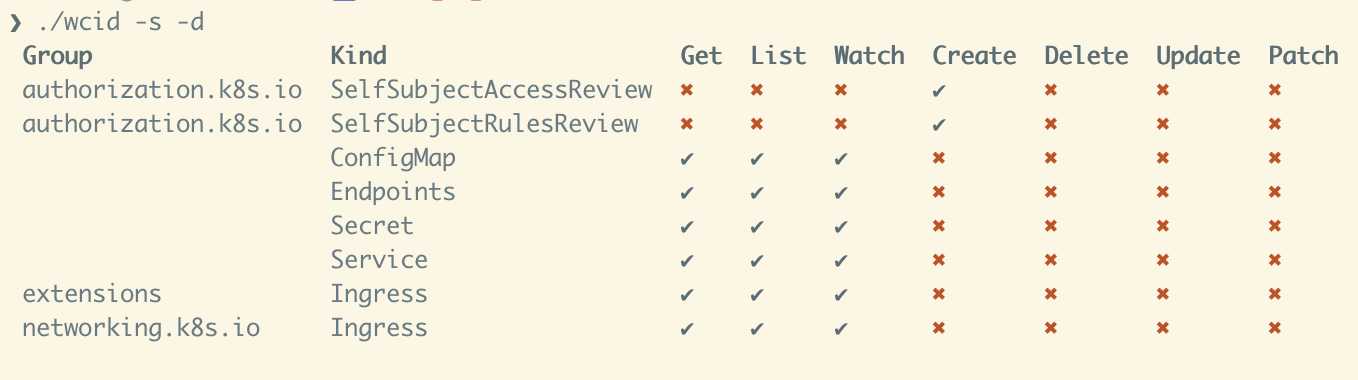 ❯ ./wcid -s -d
Group Kind Get List Watch Create Delete Update Patch
authorization.k8s.io SelfSubjectAccessReview ✖ ✖ ✖ ✔ ✖ ✖ ✖
authorization.k8s.io SelfSubjectRulesReview ✖ ✖ ✖ ✔ ✖ ✖ ✖
ConfigMap ✔ ✔ ✔ ✖ ✖ ✖ ✖
Endpoints ✔ ✔ ✔ ✖ ✖ ✖ ✖
Secret ✔ ✔ ✔ ✖ ✖ ✖ ✖
Service ✔ ✔ ✔ ✖ ✖ ✖ ✖
extensions Ingress ✔ ✔ ✔ ✖ ✖ ✖ ✖
networking.k8s.io Ingress ✔ ✔ ✔ ✖ ✖ ✖ ✖